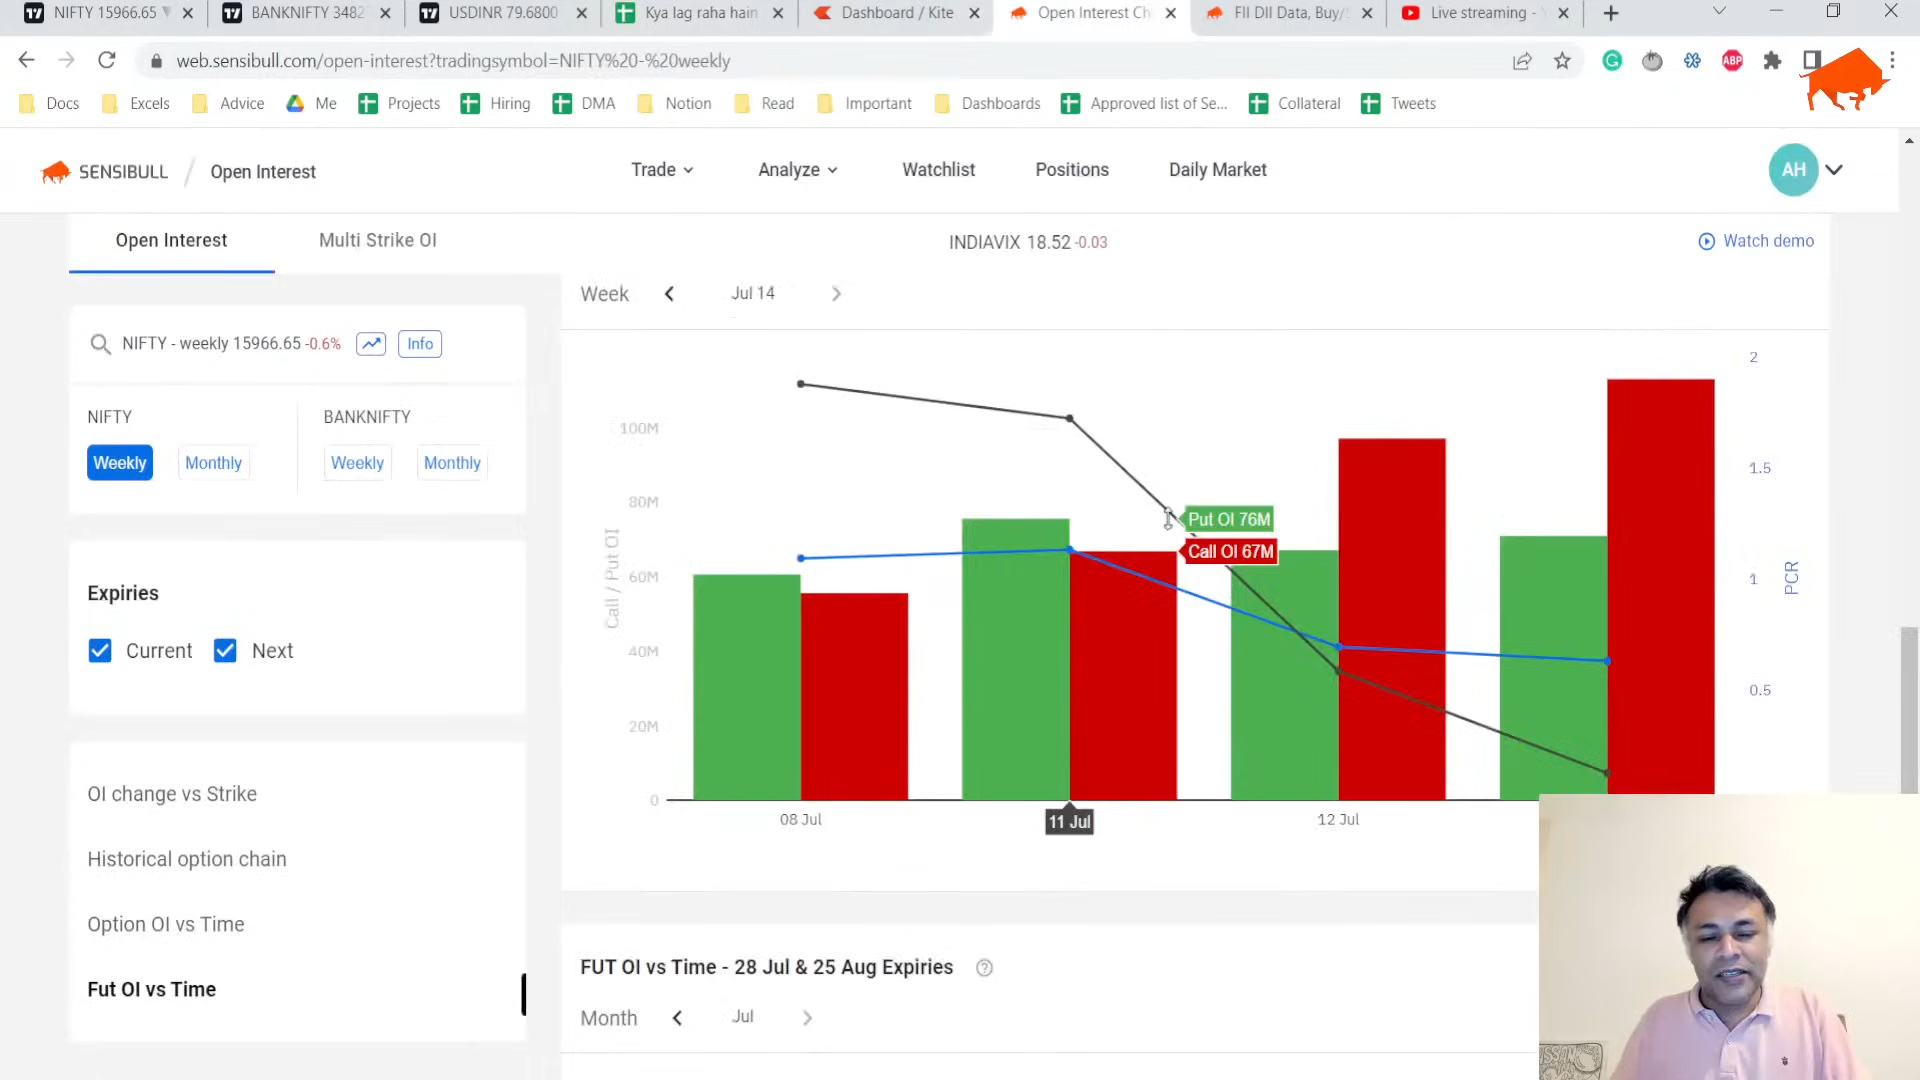 NIFTY 15966.65
BANKNIFTY 3482
USDINR 79.6800
Kya lag raha hain
Dashboard / Kite
Open Interest Ch
FII DII Data, Buy/
Live streaming -
web.sensibull.com/open-interest?tradingsymbol=NIFTY%20-%20weekly
G
ABP
Docs
Excels
Advice
Me
Projects
Hiring
DMA
Notion
Read
Important
Dashboards
Approved list of Se...
Collateral
Tweets
SENSIBULL / Open Interest
Trade
Analyze
Watchlist
Positions
Daily Market
AH
Open Interest
Multi Strike OI
INDIAVIX 18.52 -0.03
Watch demo
Week
Jul 14
NIFTY - weekly 15966.65 -0.6%
Info
NIFTY
BANKNIFTY
Weekly
Monthly
Weekly
Monthly
Expiries
Current
Next
OI change vs Strike
Historical option chain
Option OI vs Time
Fut OI vs Time
Call / Put OI
100M
80M
60M
40M
20M
0
Put OI 76M
Call OI 67M
08 Jul
11 Jul
12 Jul
2
1.5
1
0.5
PCR
FUT OI vs Time - 28 Jul & 25 Aug Expiries
Month
Jul